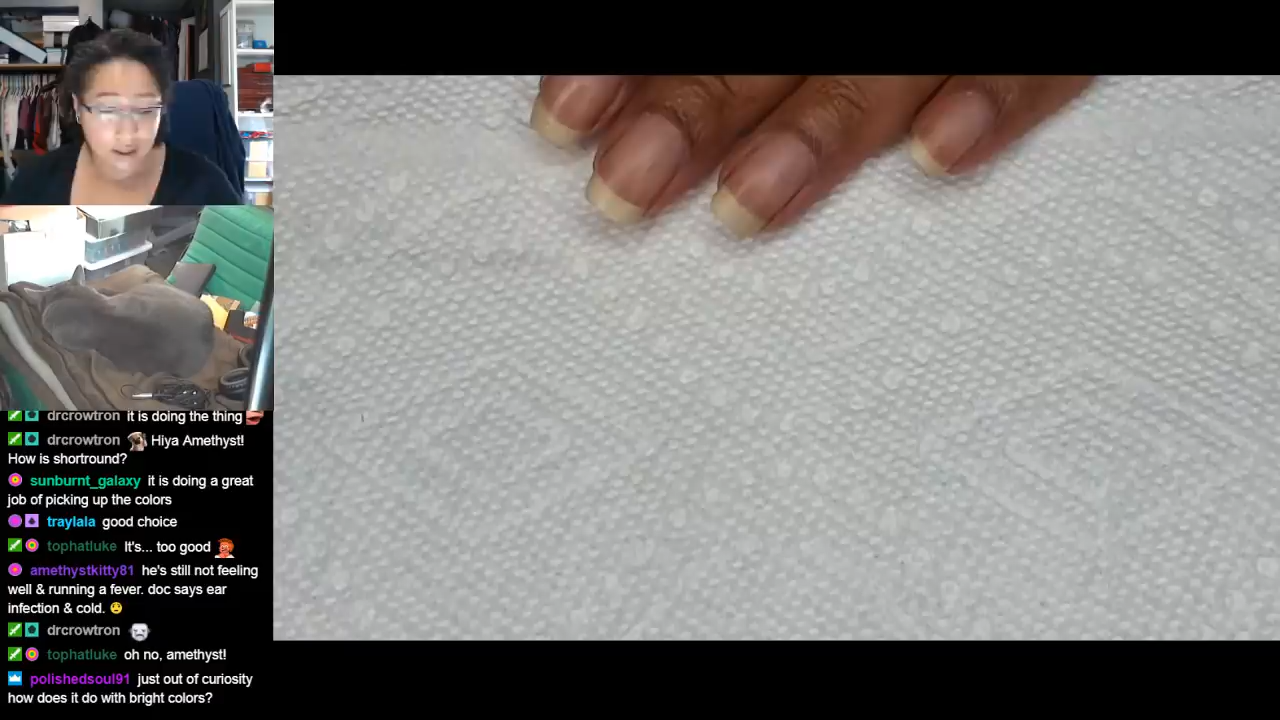 drcrowtron it is doing the thing
drcrowtron Hiya Amethyst!
How is shortround?
sunburnt_galaxy it is doing a great
job of picking up the colors
traylala good choice
tophatluke It's... too good
amethystkitty81 he's still not feeling
well & running a fever. doc says ear
infection & cold.
drcrowtron
tophatluke oh no, amethyst!
polishedsoul91 just out of curiosity
how does it do with bright colors?